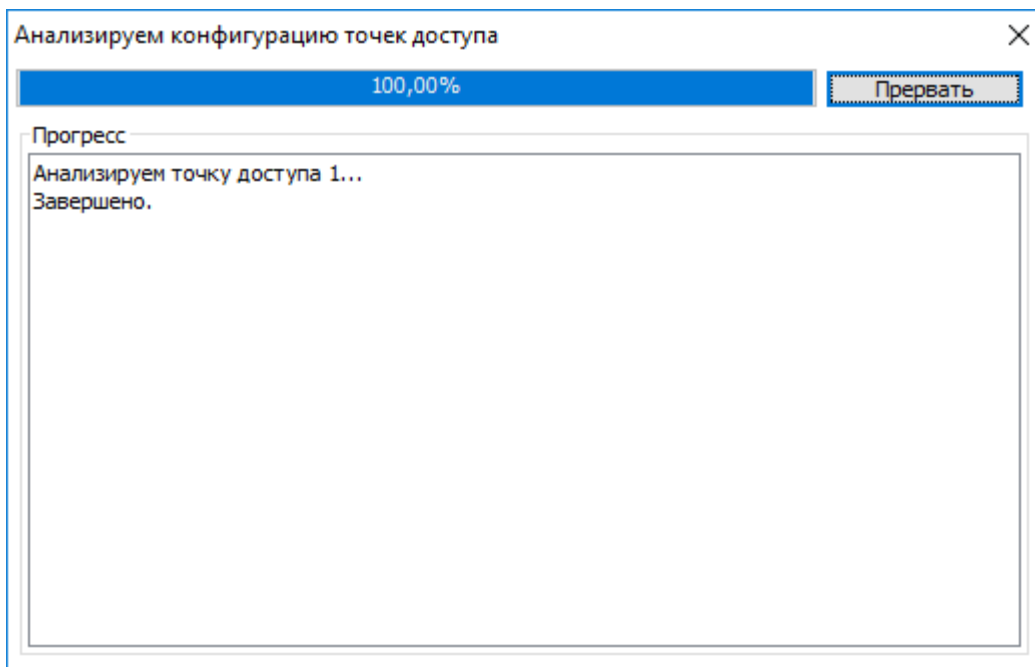 Анализируем конфигурацию точек доступа
100,00%
Прервать
Прогресс
Анализируем точку доступа 1...
Завершено.